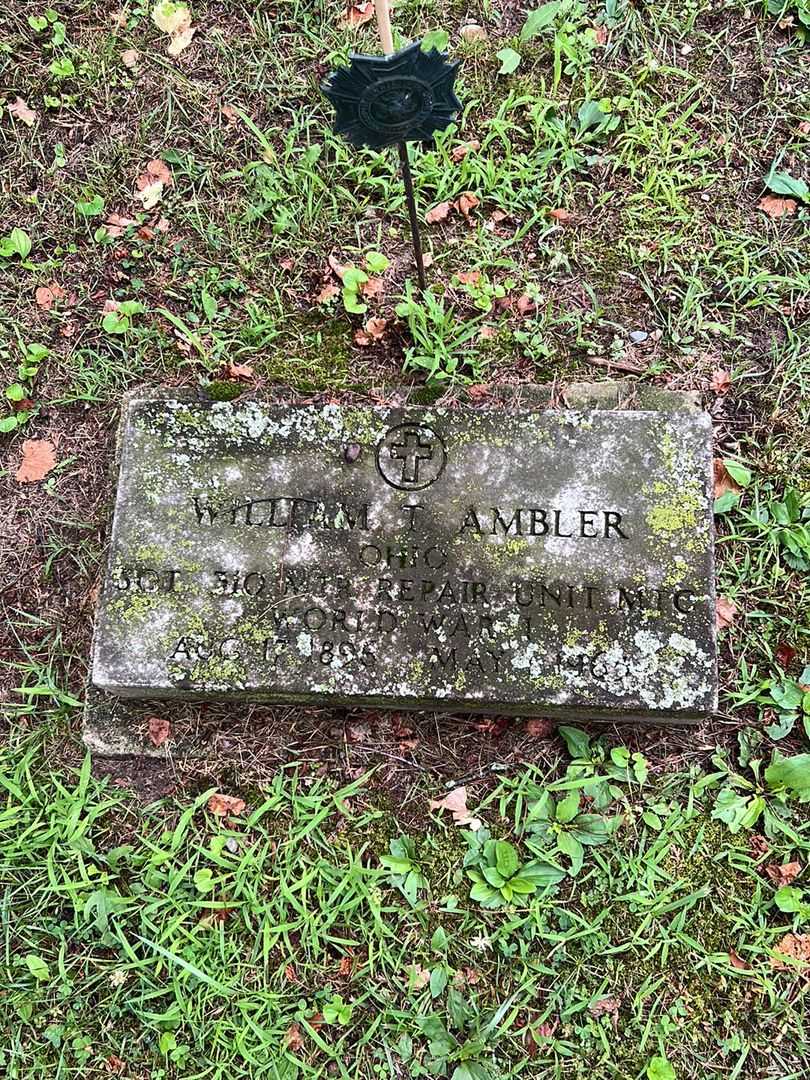 WILLIAM T AMBLER
OHIO
SGT 310 MTR REPAIR UNIT MTC
WORLD WAR I
AUG 17 MAY